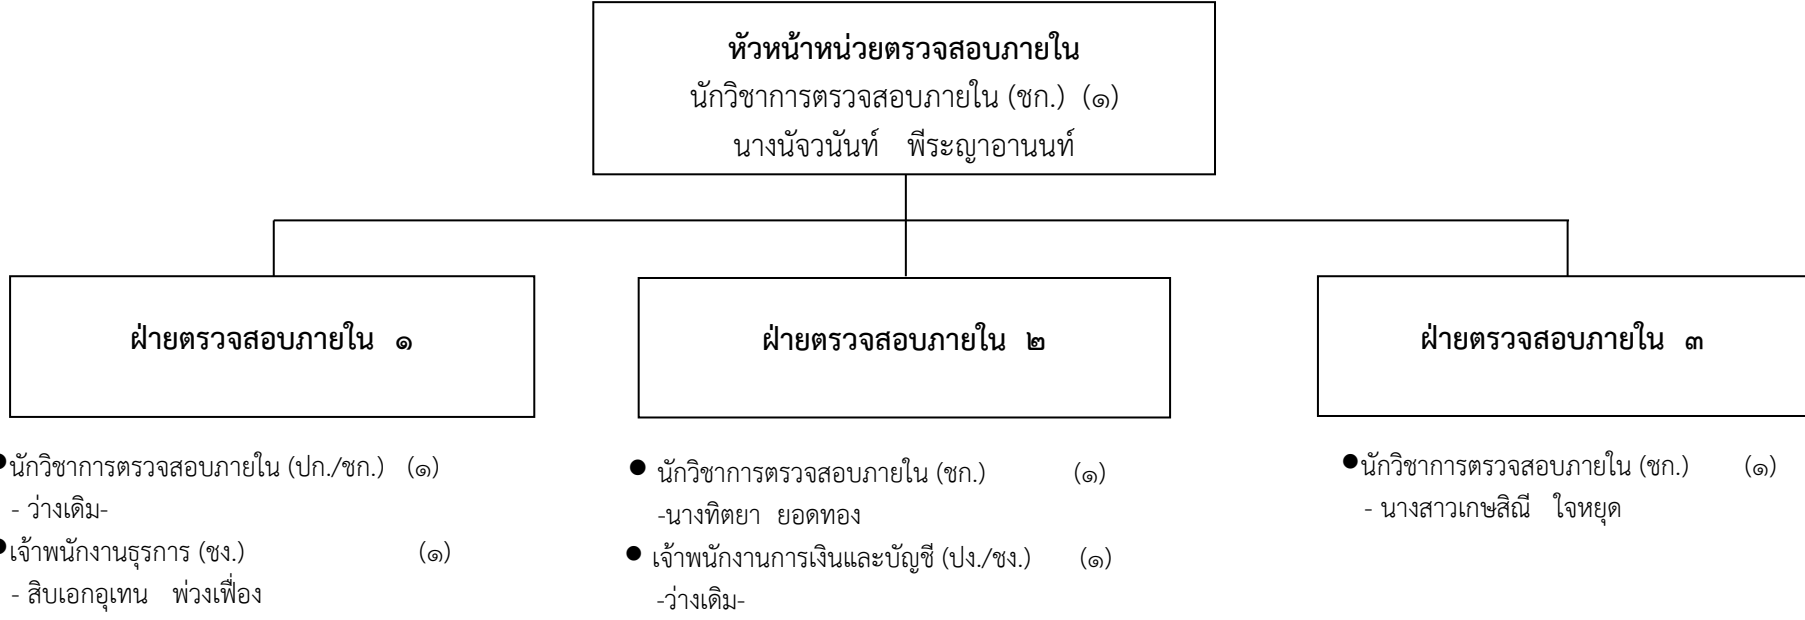 หัวหน้าหน่วยตรวจสอบภายใน
นักวิชาการตรวจสอบภายใน (ชก.) (๑)
นางนัจวนันท์ พีระญาอานนท์
ฝ่ายตรวจสอบภายใน ๑
ฝ่ายตรวจสอบภายใน ๒
ฝ่ายตรวจสอบภายใน ๓
●นักวิชาการตรวจสอบภายใน (ปก./ชก.) (๑)
- ว่างเดิม-
●เจ้าพนักงานธุรการ (ชง.) (๑)
- สิบเอกอุเทน พ่วงเฟื่อง
● นักวิชาการตรวจสอบภายใน (ชก.) (๑)
-นางทิตยา ยอดทอง
● เจ้าพนักงานการเงินและบัญชี (ปง./ชง.) (๑)
-ว่างเดิม-
●นักวิชาการตรวจสอบภายใน (ชก.) (๑)
- นางสาวเกษสิณี ใจหยุด